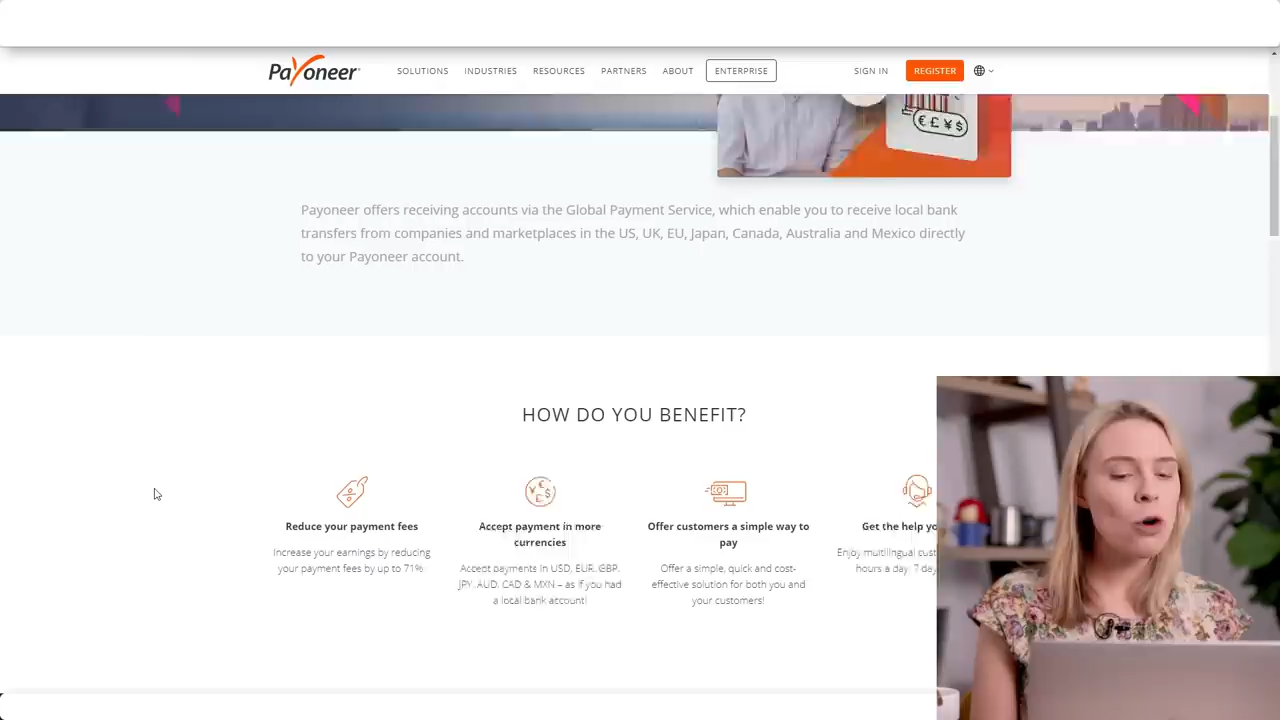 Payoneer
SOLUTIONS INDUSTRIES RESOURCES PARTNERS ABOUT ENTERPRISE SIGN IN REGISTER
€ £ ¥ $
Payoneer offers receiving accounts via the Global Payment Service, which enable you to receive local bank
transfers from companies and marketplaces in the US, UK, EU, Japan, Canada, Australia and Mexico directly
to your Payoneer account.
HOW DO YOU BENEFIT?
Reduce your payment fees
Increase your earnings by reducing
your payment fees by up to 71%
Accept payment in more
currencies
Accept payments in USD, EUR, GBP,
JPY, AUD, CAD & MXN – as if you had
a local bank account!
Offer customers a simple way to
pay
Offer a simple, quick and cost-
effective solution for both you and
your customers!
Get the help yo
Enjoy multilingual cust
hours a day, 7 day